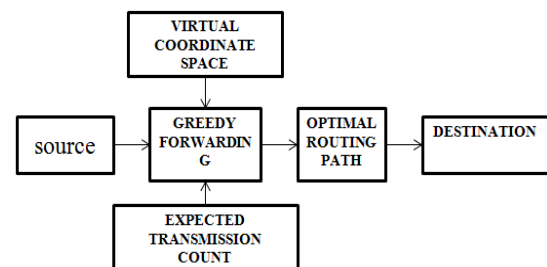 VIRTUAL
COORDINATE
SPACE
source
GREEDY
FORWARDIN
G
OPTIMAL
ROUTING
PATH
DESTINATION
EXPECTED
TRANSMISSION
COUNT